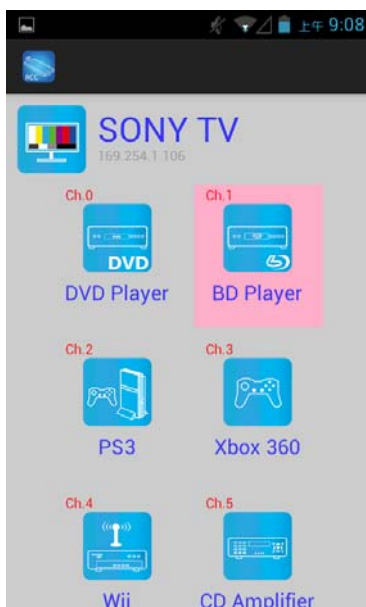 上午 9:08
ACC
SONY TV
169.254.1.106
Ch.0
Ch.1
DVD
DVD Player
BD Player
Ch.2
Ch.3
PS3
Xbox 360
Ch.4
Ch.5
Wii
CD Amplifier